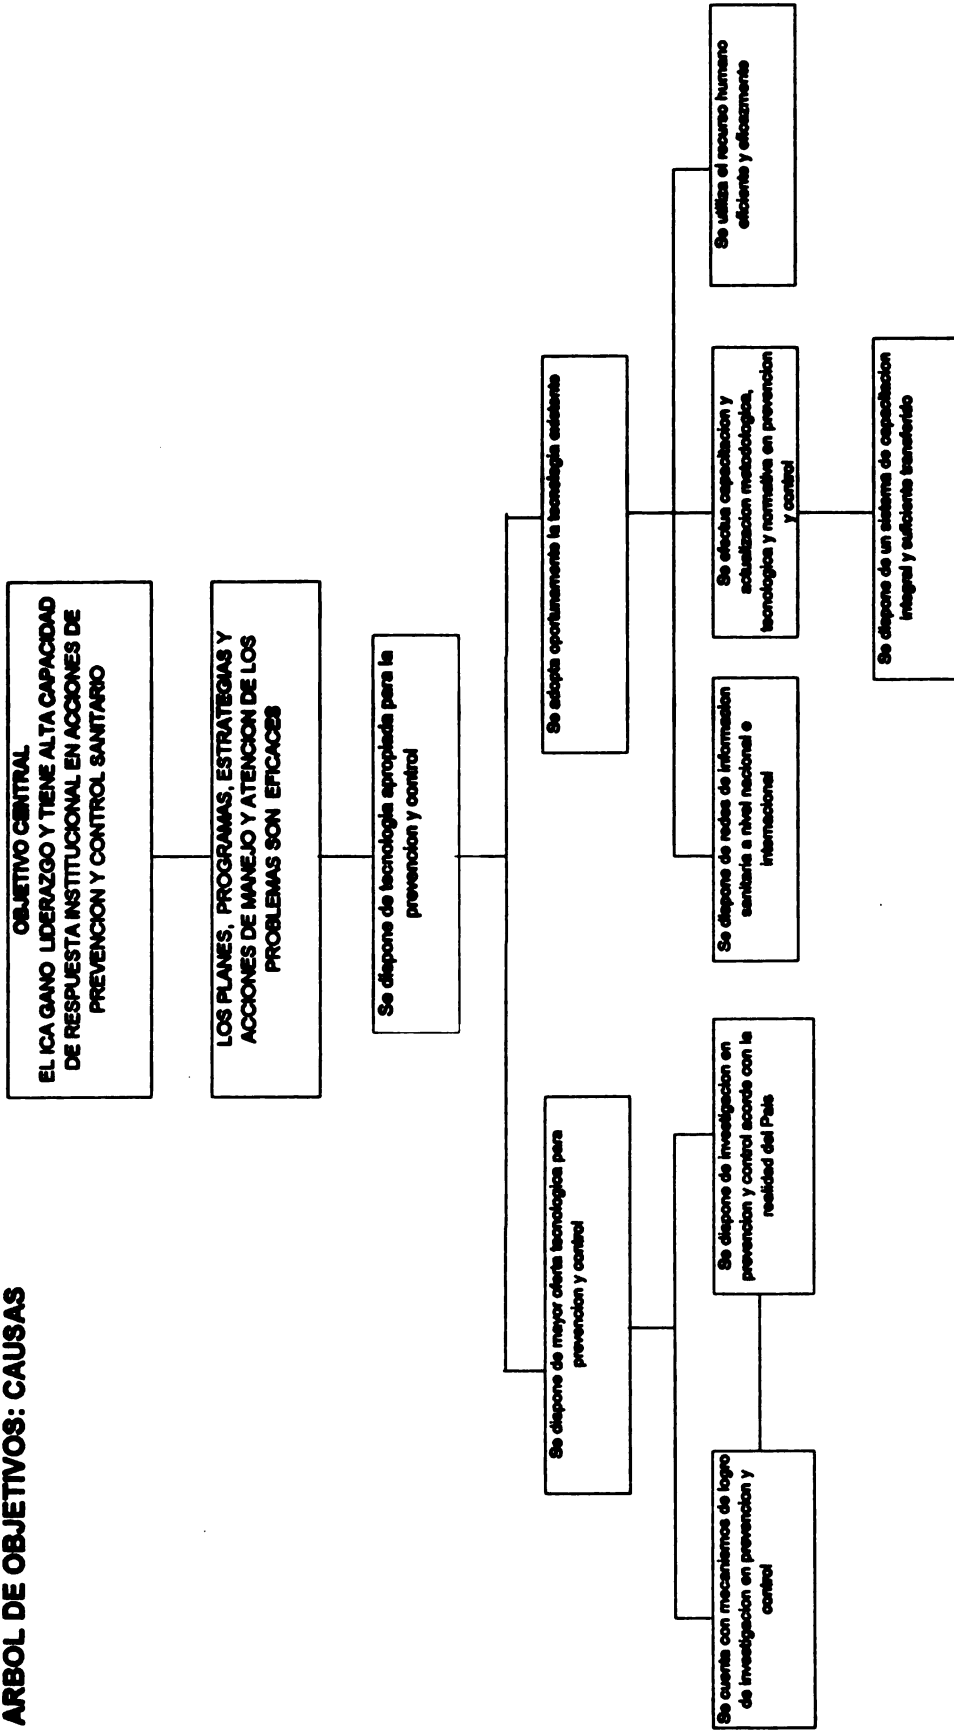 ARBOL DE OBJETIVOS: CAUSAS
OBJETIVO CENTRAL
EL ICA GANO LIDERAZGO Y TIENE ALTA CAPACIDAD
DE RESPUESTA INSTITUCIONAL EN ACCIONES DE
PREVENCION Y CONTROL SANITARIO
LOS PLANES, PROGRAMAS, ESTRATEGIAS Y
ACCIONES DE MANEJO Y ATENCION DE LOS
PROBLEMAS SON EFICACES
Se dispone de tecnologia apropiada para la
prevencion y control
Se dispone de mayor oferta tecnologica para
prevencion y control
Se adopta oportunamente la tecnologia existente
Se cuenta con mecanismos de logro
de investigacion en prevencion y
control
Se dispone de investigacion en
prevencion y control acorde con la
realidad del Pais
Se dispone de redes de informacion
sanitaria a nivel nacional e
internacional
Se efectua capacitacion y
actualizacion metodologica,
tecnologica y normativa en prevencion
y control
Se utiliza el recurso humano
eficiente y eficazmente
Se dispone de un sistema de capacitacion
integral y suficiente transferido